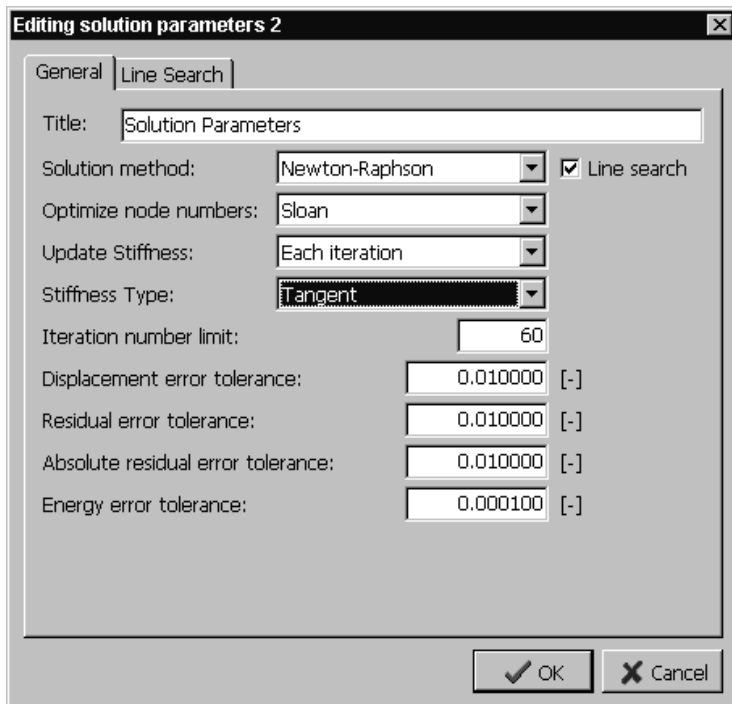 Editing solution parameters 2
General Line Search
Title: Solution Parameters
Solution method: Newton-Raphson Line search
Optimize node numbers: Sloan
Update Stiffness: Each iteration
Stiffness Type: Tangent
Iteration number limit: 60
Displacement error tolerance: 0.010000 [-]
Residual error tolerance: 0.010000 [-]
Absolute residual error tolerance: 0.010000 [-]
Energy error tolerance: 0.000100 [-]
OK Cancel